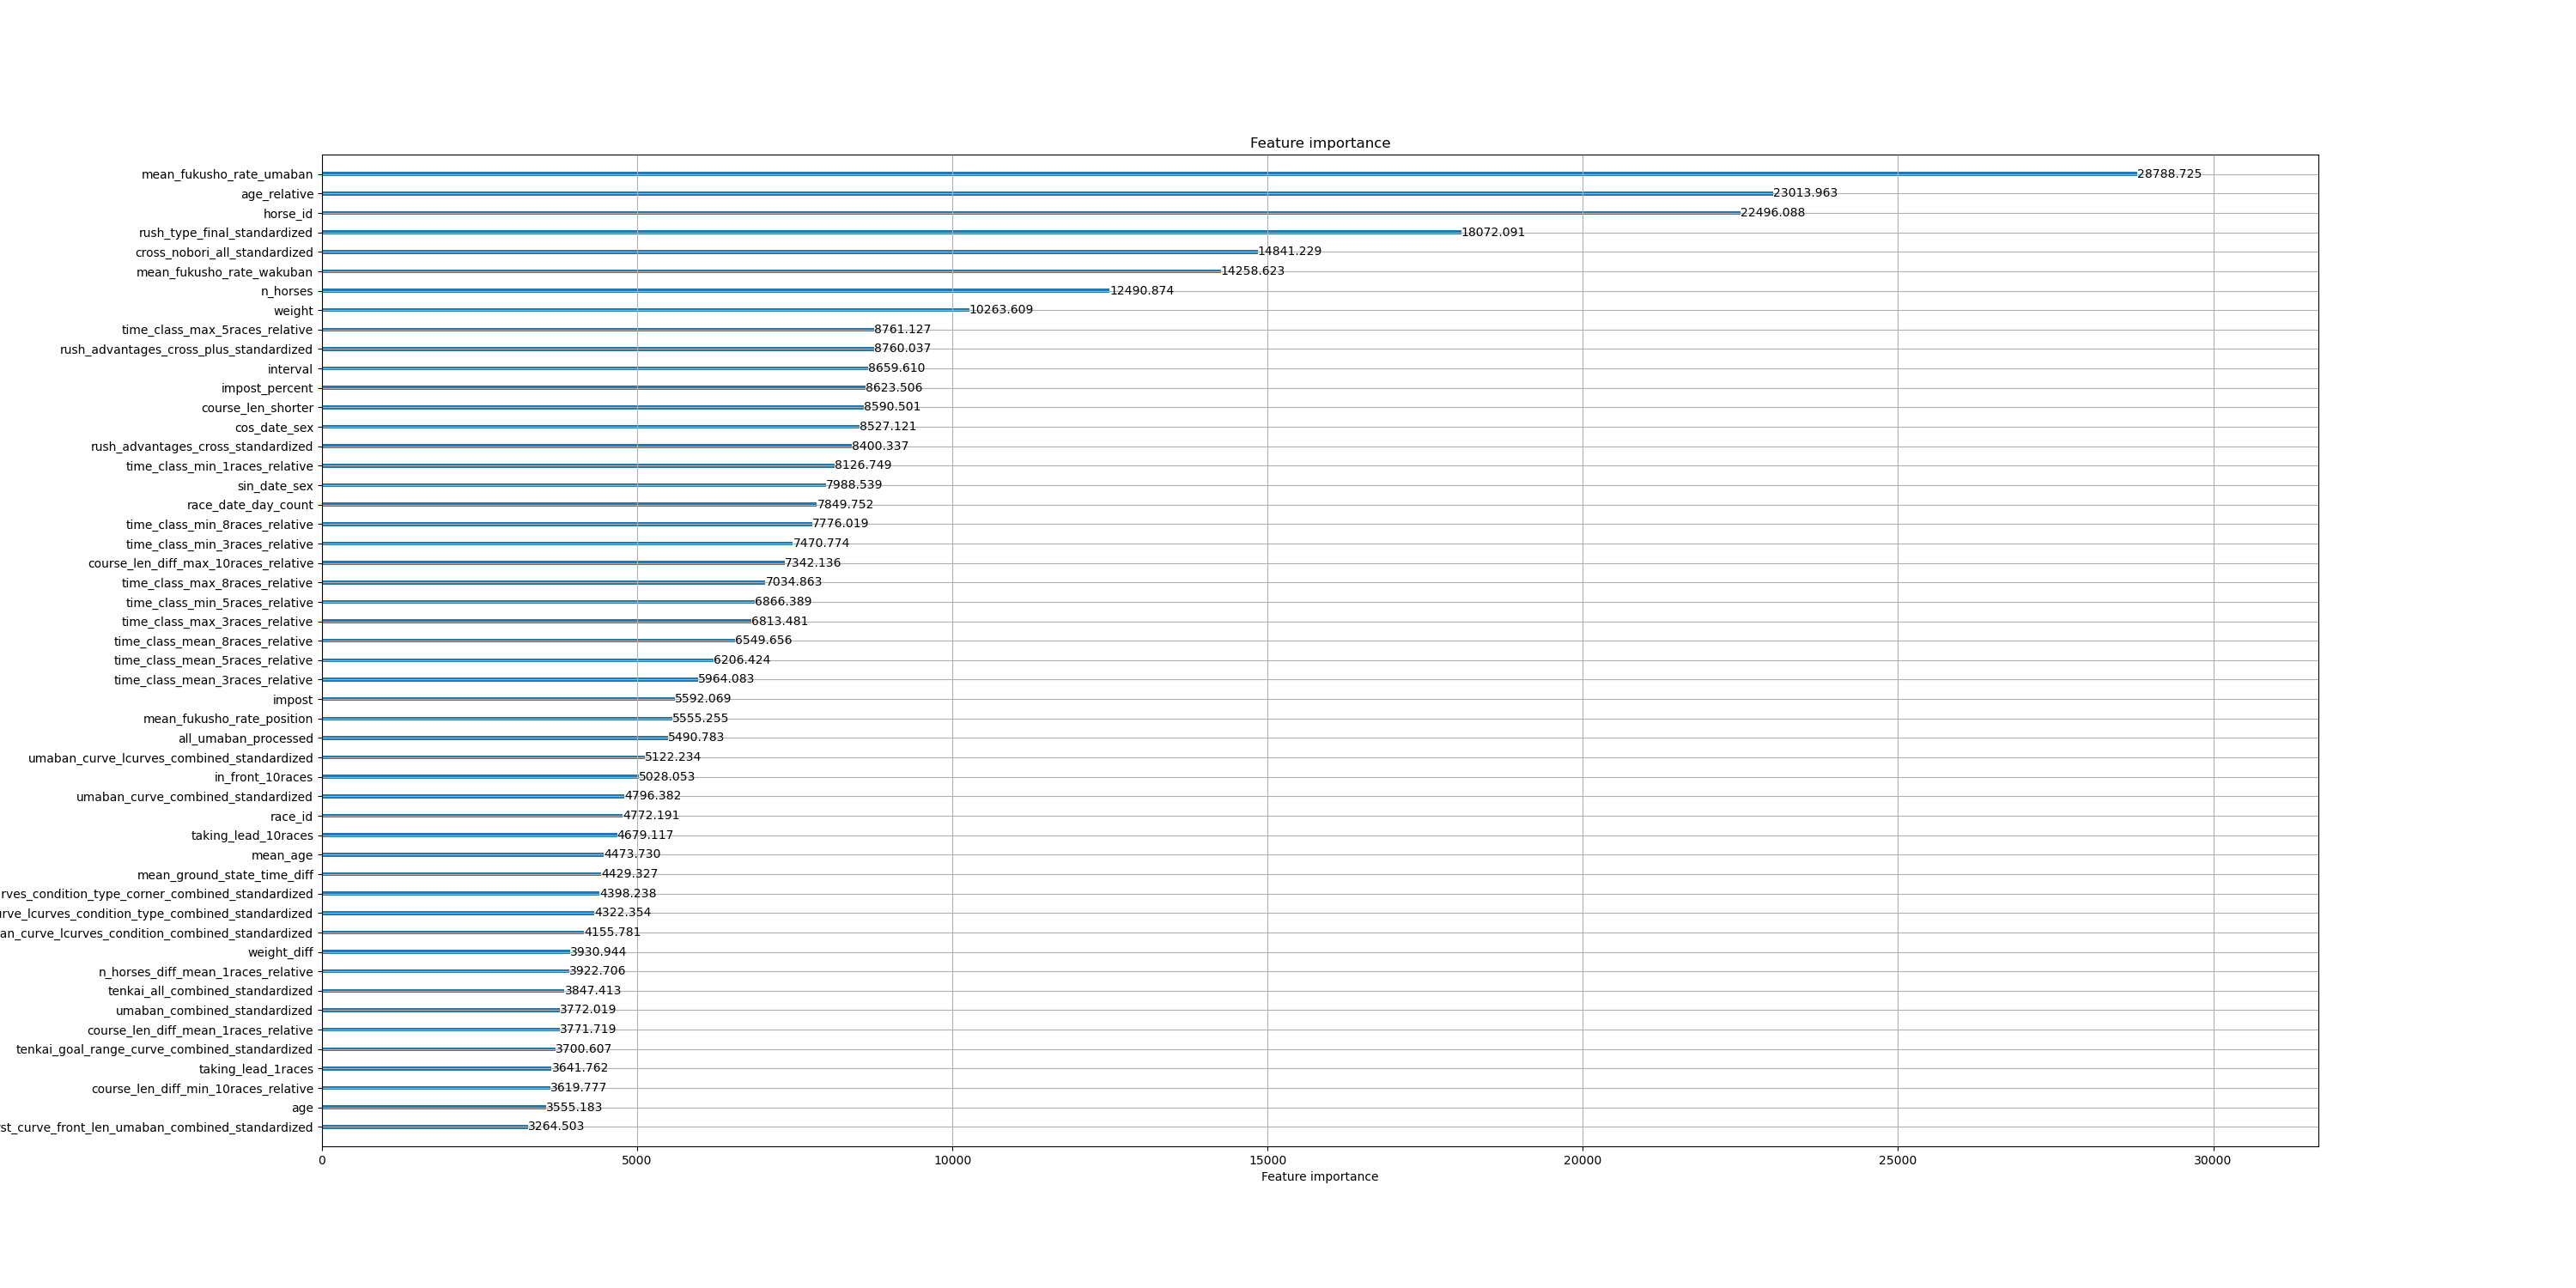 Feature importance
mean_fukusho_rate_umaban 28788.725
age_relative 23013.963
horse_id 22496.088
rush_type_final_standardized 18072.091
cross_nobori_all_standardized 14841.229
mean_fukusho_rate_wakuban 14258.623
n_horses 12490.874
weight 10263.609
time_class_max_5races_relative 8761.127
rush_advantages_cross_plus_standardized 8760.037
interval 8659.610
impost_percent 8623.506
course_len_shorter 8590.501
cos_date_sex 8527.121
rush_advantages_cross_standardized 8400.337
time_class_min_1races_relative 8126.749
sin_date_sex 7988.539
race_date_day_count 7849.752
time_class_min_8races_relative 7776.019
time_class_min_3races_relative 7470.774
course_len_diff_max_10races_relative 7342.136
time_class_max_8races_relative 7034.863
time_class_min_5races_relative 6866.389
time_class_max_3races_relative 6813.481
time_class_mean_8races_relative 6549.656
time_class_mean_5races_relative 6206.424
time_class_mean_3races_relative 5964.083
impost 5592.069
mean_fukusho_rate_position 5555.255
all_umaban_processed 5490.783
umaban_curve_lcurves_combined_standardized 5122.234
in_front_10races 5028.053
umaban_curve_combined_standardized 4796.382
race_id 4772.191
taking_lead_10races 4679.117
mean_age 4473.730
mean_ground_state_time_diff 4429.327
rves_condition_type_corner_combined_standardized 4398.238
urve_lcurves_condition_type_combined_standardized 4322.354
an_curve_lcurves_condition_combined_standardized 4155.781
weight_diff 3930.944
n_horses_diff_mean_1races_relative 3922.706
tenkai_all_combined_standardized 3847.413
umaban_combined_standardized 3772.019
course_len_diff_mean_1races_relative 3771.719
tenkai_goal_range_curve_combined_standardized 3700.607
taking_lead_1races 3641.762
course_len_diff_min_10races_relative 3619.777
age 3555.183
st_curve_front_len_umaban_combined_standardized 3264.503
0 5000 10000 15000 20000 25000 30000
Feature importance